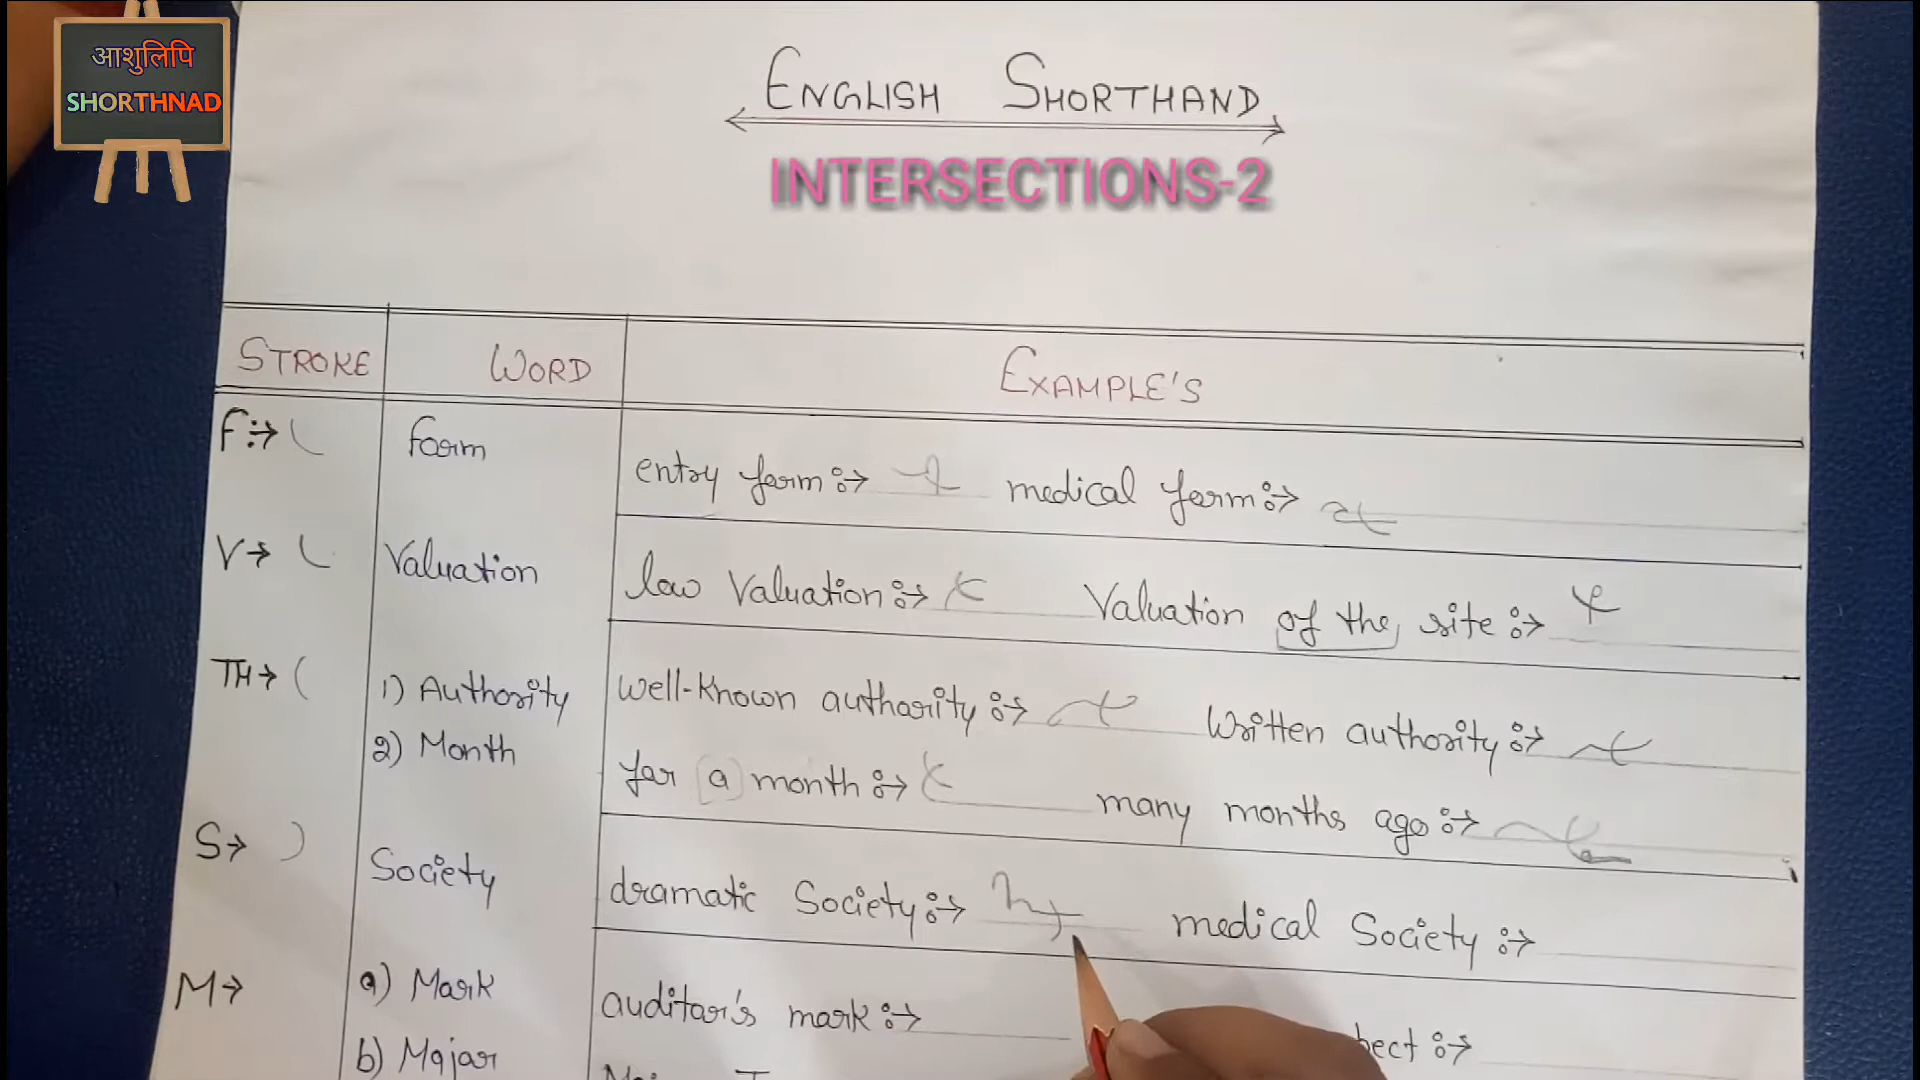 आशुलिपि
SHORTHNAD
ENGLISH SHORTHAND
INTERSECTIONS-2
STROKE WORD EXAMPLE'S
F:→ form entry form:→ medical form:→
V→ Valuation low Valuation:→ Valuation of the site:→
TH→ 1) Authority well-known authority:→ Written authority:→
2) Month for a month:→ many months ago:→
S→ Society dramatic Society:→ medical Society:→
M→ a) Mark auditor's mark:→ pect:→
b) Major